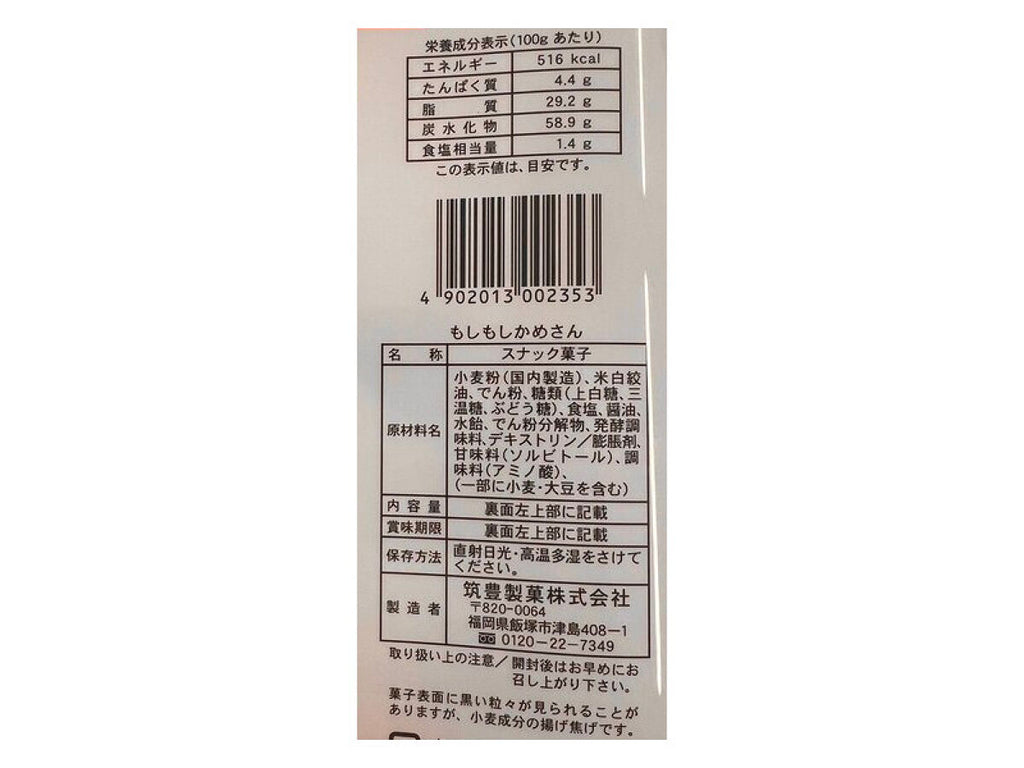 栄養成分表示(100g あたり)
エネルギー 516 kcal
たんぱく質 4.4 g
脂質 29.2 g
炭水化物 58.9 g
食塩相当量 1.4 g
この表示値は、目安です。
4 902013 002353
もしもしかめさん
名称 スナック菓子
原材料名 小麦粉(国内製造)、米白絞
油、でん粉、糖類(上白糖、三
温糖、ぶどう糖)、食塩、醤油、
水飴、でん粉分解物、発酵調
味料、デキストリン/膨脹剤、
甘味料(ソルビトール)、調
味料(アミノ酸)、
(一部に小麦・大豆を含む)
内容量 裏面左上部に記載
賞味期限 裏面左上部に記載
保存方法 直射日光・高温多湿をさけて
ください。
製造者 筑豊製菓株式会社
〒820-0064
福岡県飯塚市津島408-1
0120-22-7349
取り扱い上の注意/開封後はお早めにお
召し上がり下さい。
菓子表面に黒い粒々が見られることが
ありますが、小麦成分の揚げ焦げです。